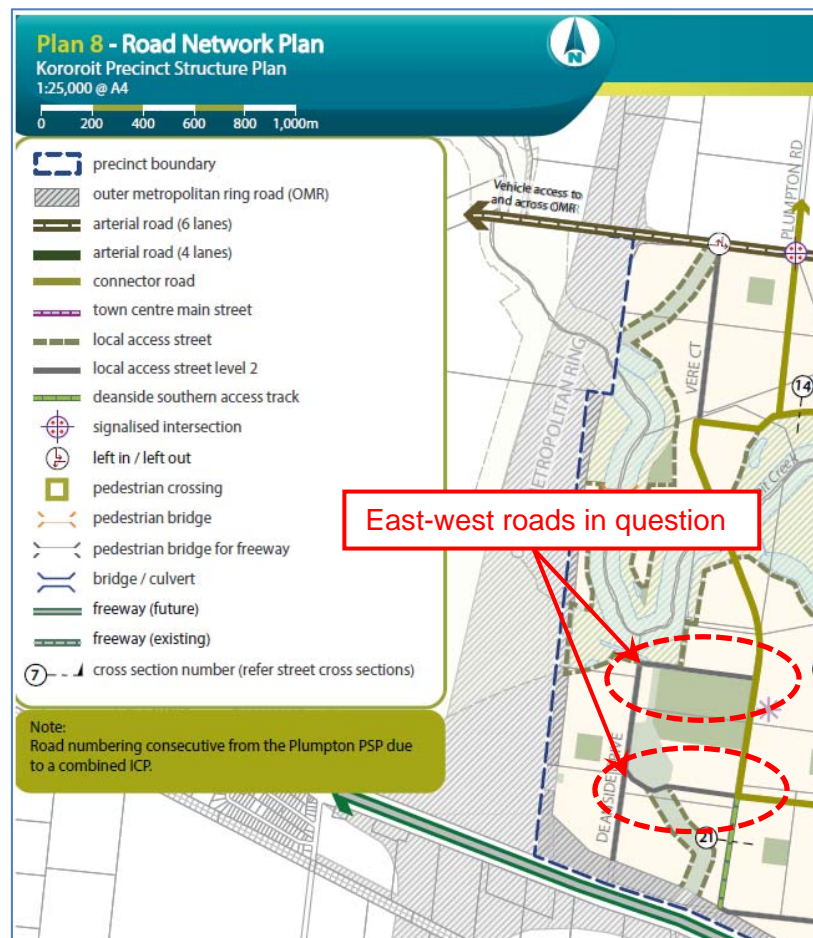 Plan 8 - Road Network Plan
Kororoit Precinct Structure Plan
1:25,000 @ A4
0 200 400 600 800 1,000m
N
precinct boundary
outer metropolitan ring road (OMR)
arterial road (6 lanes)
arterial road (4 lanes)
connector road
town centre main street
local access street
local access street level 2
deanside southern access track
signalised intersection
left in / left out
pedestrian crossing
pedestrian bridge
pedestrian bridge for freeway
bridge / culvert
freeway (future)
freeway (existing)
7 cross section number (refer street cross sections)
Note:
Road numbering consecutive from the Plumpton PSP due
to a combined ICP.
Vehicle access to
and across OMR
PLUMPTON RD
VERE CT
14
METROPOLITAN RING
Creek
East-west roads in question
DEANSIDE DRIVE
21